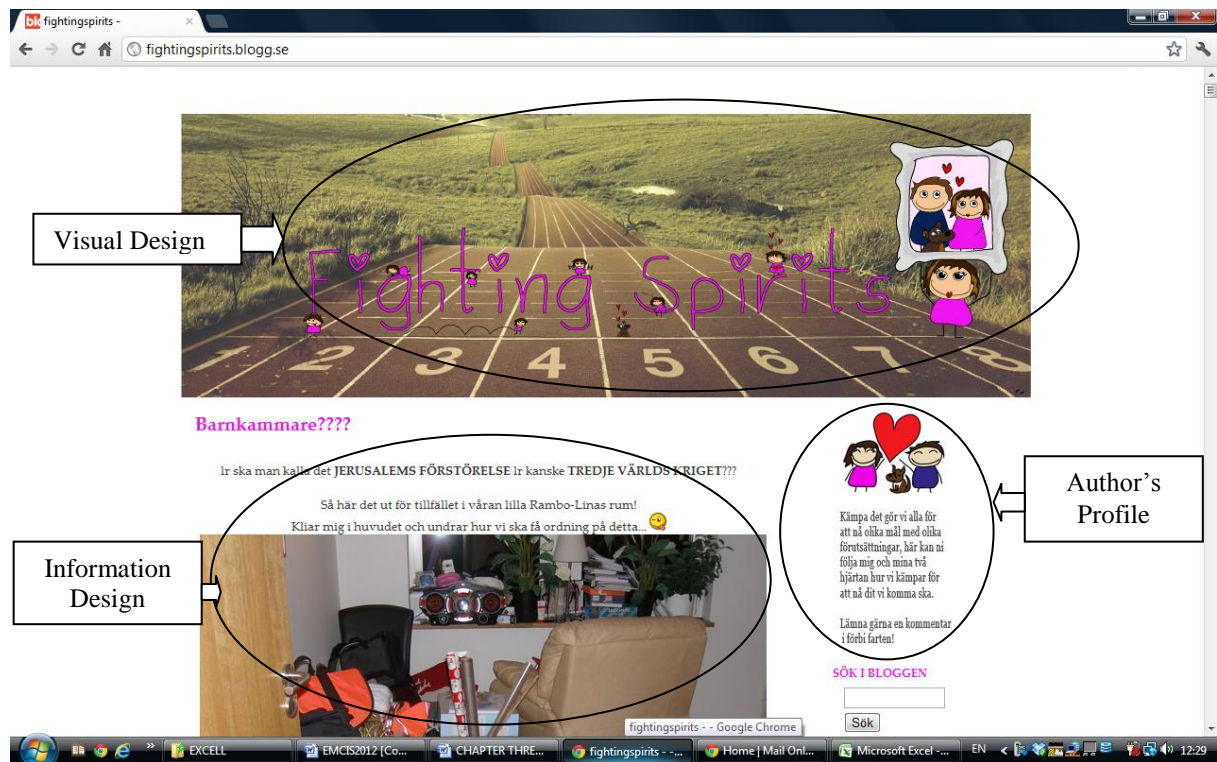 fightingspirits -
fightingspirits.blogg.se
Fighting Spirits
1 2 3 4 5 6 7 8
Visual Design
Barnkammare????
lr ska man kalla det JERUSALEMS FÖRSTÖRELSE lr kanske TREDJE VÄRLDS KRIGET???
Så här det ut för tillfället i våran lilla Rambo-Linas rum!
Kliar mig i huvudet och undrar hur vi ska få ordning på detta...
Information
Design
Kämpa det gör vi alla för
att nå olika mål med olika
förutsättningar, här kan ni
följa mig och mina två
hjärtan hur vi kämpar för
att nå dit vi komma ska.
Lämna gärna en kommentar
i förbi farten!
Author's
Profile
SÖK I BLOGGEN
Sök
fightingspirits - - Google Chrome
EXCELL
EMCIS2012 [Co...
CHAPTER THRE...
fightingspirits - -...
Home | Mail Onl...
Microsoft Excel -...
EN
12:29